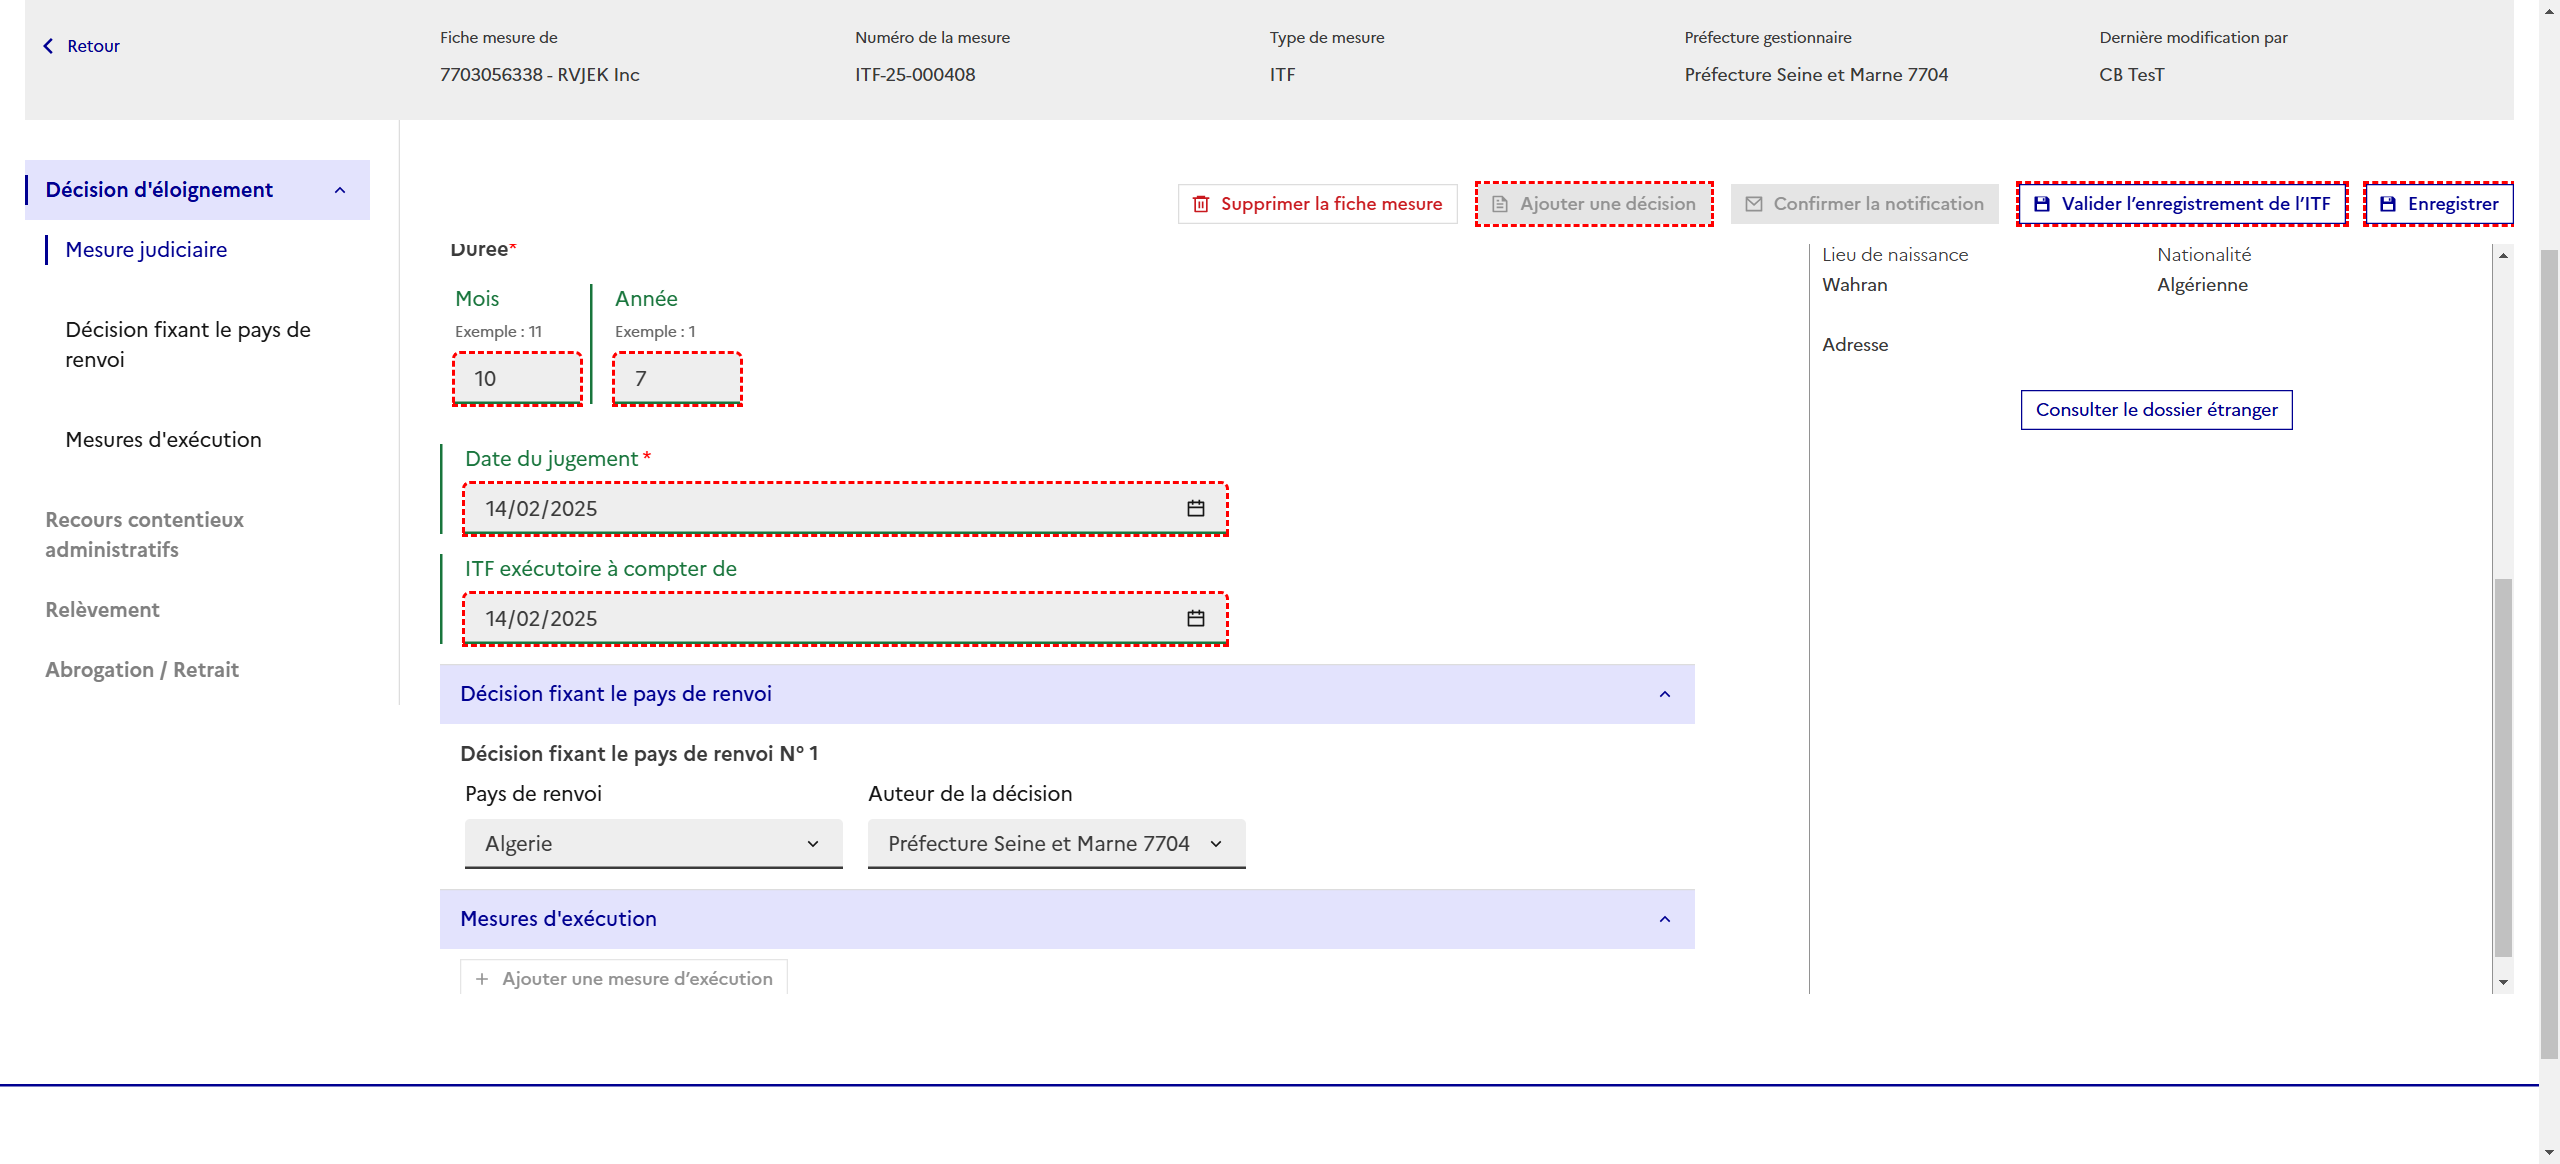 Retour
Fiche mesure de
7703056338 - RVJEK Inc
Numéro de la mesure
ITF-25-000408
Type de mesure
ITF
Préfecture gestionnaire
Préfecture Seine et Marne 7704
Dernière modification par
CB TesT
Décision d'éloignement
Mesure judiciaire
Décision fixant le pays de
renvoi
Mesures d'exécution
Recours contentieux
administratifs
Relèvement
Abrogation / Retrait
Supprimer la fiche mesure
Ajouter une décision
Confirmer la notification
Valider l’enregistrement de l’ITF
Enregistrer
Durée*
Mois
Exemple : 11
10
Année
Exemple : 1
7
Date du jugement *
14/02/2025
ITF exécutoire à compter de
14/02/2025
Décision fixant le pays de renvoi
Décision fixant le pays de renvoi N° 1
Pays de renvoi
Algerie
Auteur de la décision
Préfecture Seine et Marne 7704
Mesures d'exécution
+ Ajouter une mesure d’exécution
Lieu de naissance
Wahran
Nationalité
Algérienne
Adresse
Consulter le dossier étranger